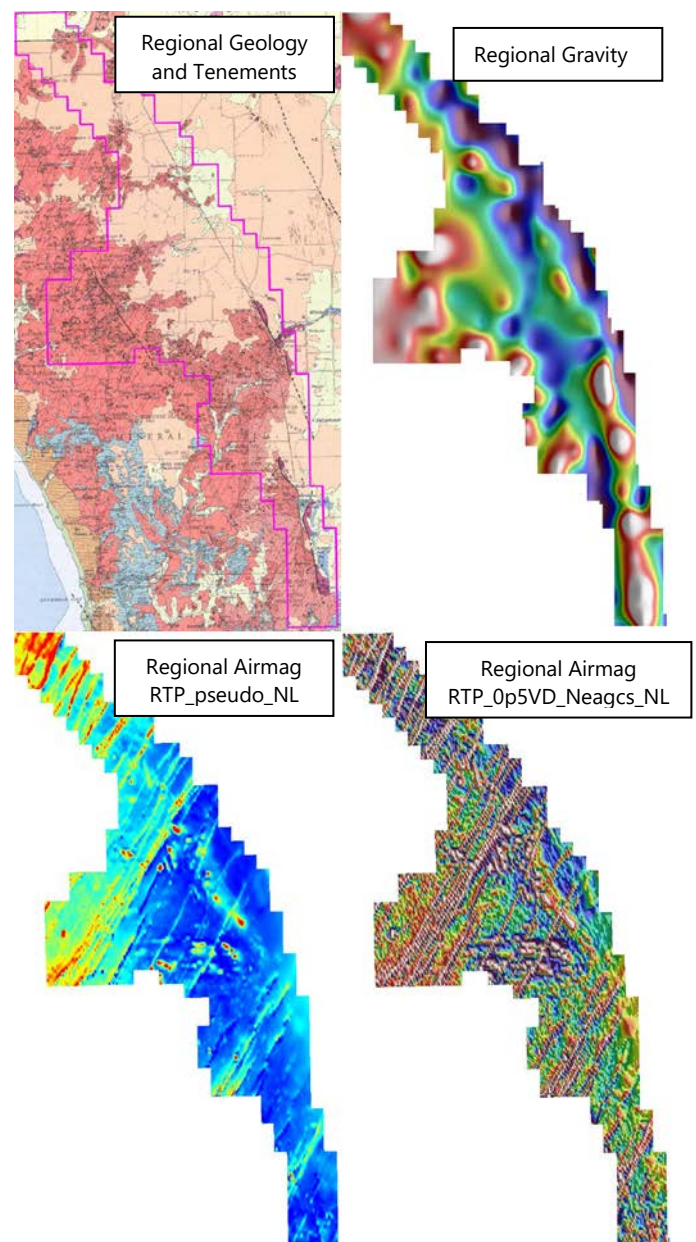 Regional Geology
and Tenements
Regional Gravity
Regional Airmag
RTP_pseudo_NL
Regional Airmag
RTP_0p5VD_Neagcs_NL